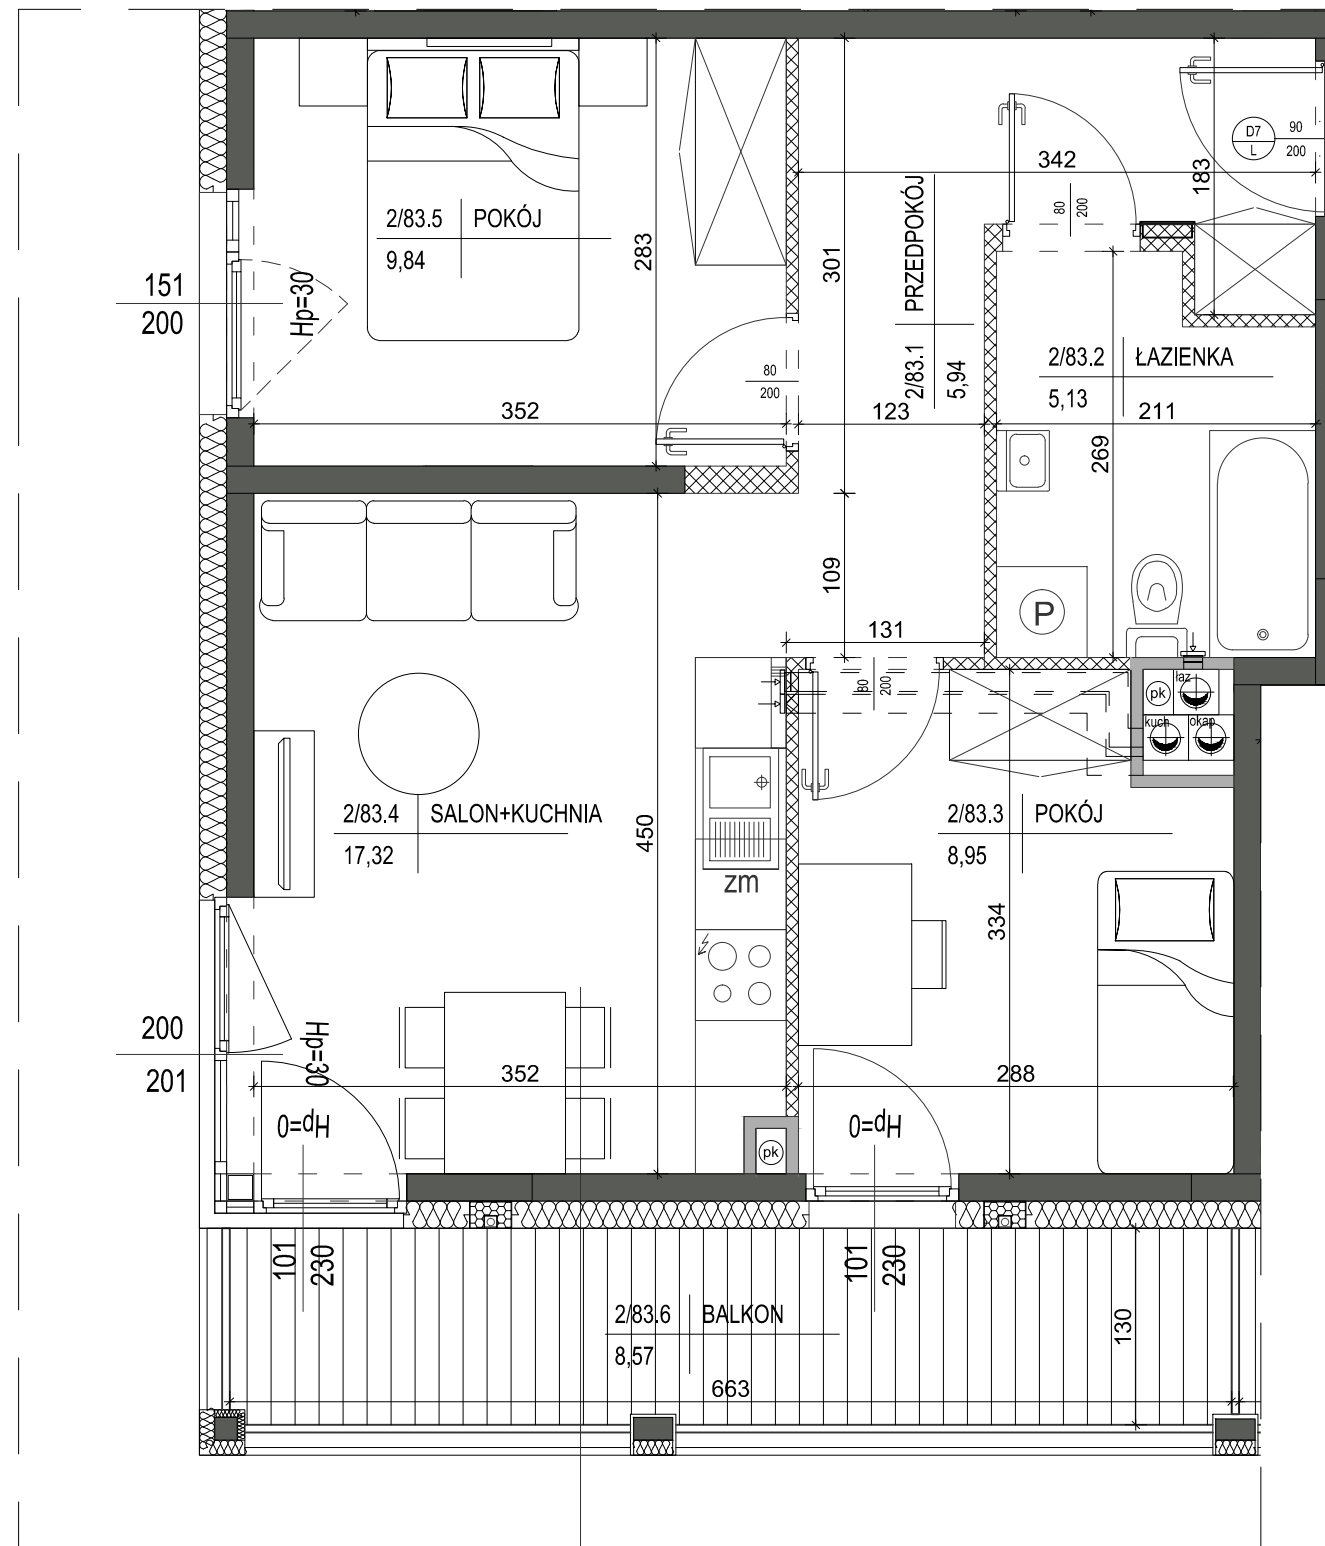 D7
L
90
200
342
183
80
200
2/83.5 POKÓJ
9,84
283
301
PRZEDPOKÓJ
2/83.1
5,94
151
200
Hp=30
2/83.2 ŁAZIENKA
5,13
80
200
352
123
211
269
109
P
131
80
200
łaz
pk
kuch
okap
2/83.4 SALON+KUCHNIA
17,32
450
2/83.3 POKÓJ
8,95
zm
334
200
201
Hp=30
352
288
Hp=0
Hp=0
pk
101
230
101
230
2/83.6 BALKON
8,57
130
663